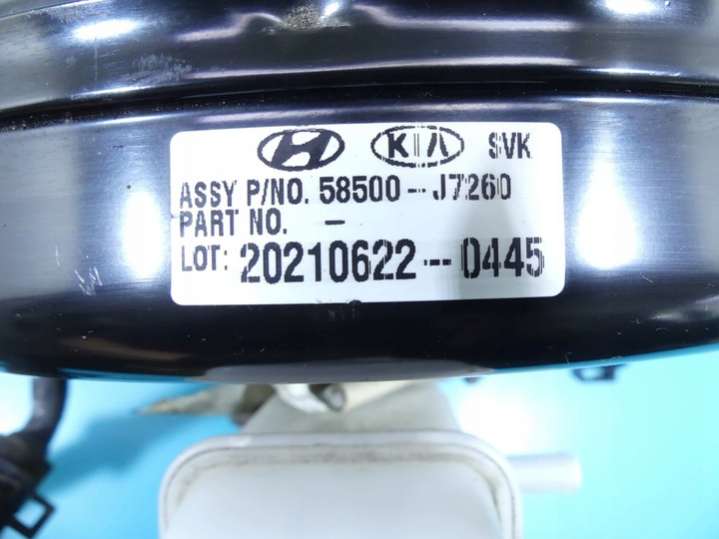 KIA SVK
ASSY P/NO. 58500--J7260
PART NO. -
LOT: 20210622--0445